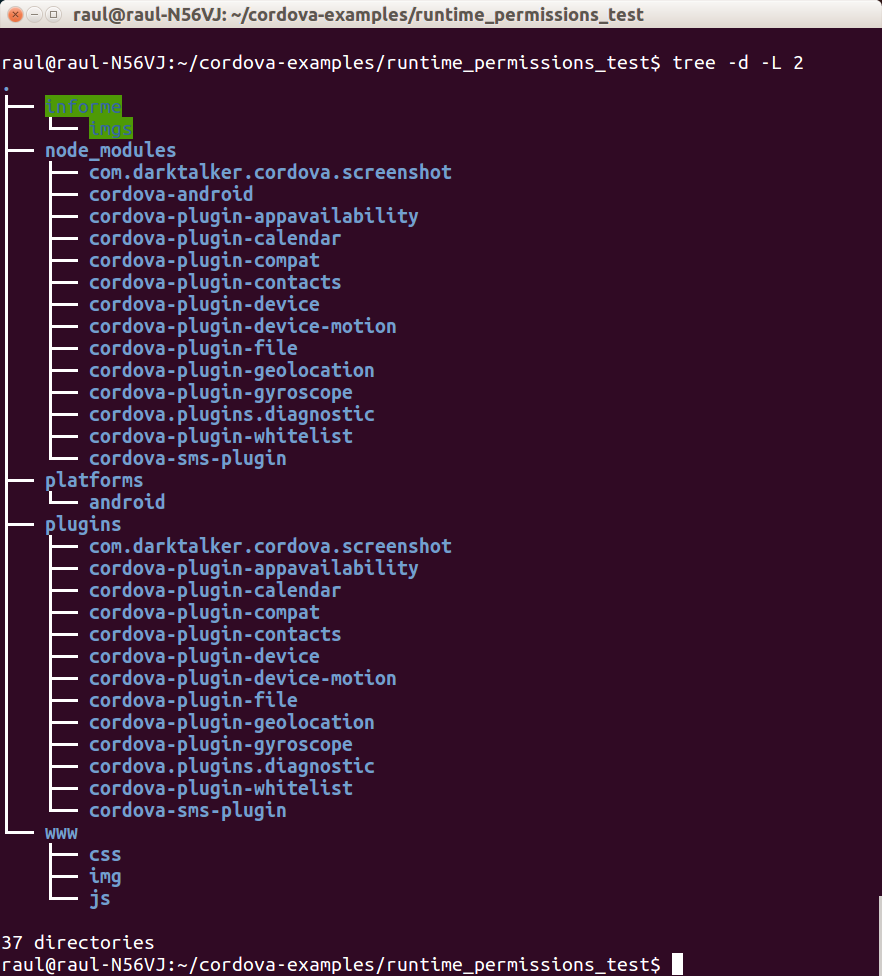 raul@raul-N56VJ: ~/cordova-examples/runtime_permissions_test
raul@raul-N56VJ:~/cordova-examples/runtime_permissions_test$ tree -d -L 2
.
├── informe
│   └── imgs
├── node_modules
│   ├── com.darktalker.cordova.screenshot
│   ├── cordova-android
│   ├── cordova-plugin-appavailability
│   ├── cordova-plugin-calendar
│   ├── cordova-plugin-compat
│   ├── cordova-plugin-contacts
│   ├── cordova-plugin-device
│   ├── cordova-plugin-device-motion
│   ├── cordova-plugin-file
│   ├── cordova-plugin-geolocation
│   ├── cordova-plugin-gyroscope
│   ├── cordova.plugins.diagnostic
│   ├── cordova-plugin-whitelist
│   └── cordova-sms-plugin
├── platforms
│   └── android
├── plugins
│   ├── com.darktalker.cordova.screenshot
│   ├── cordova-plugin-appavailability
│   ├── cordova-plugin-calendar
│   ├── cordova-plugin-compat
│   ├── cordova-plugin-contacts
│   ├── cordova-plugin-device
│   ├── cordova-plugin-device-motion
│   ├── cordova-plugin-file
│   ├── cordova-plugin-geolocation
│   ├── cordova-plugin-gyroscope
│   ├── cordova.plugins.diagnostic
│   ├── cordova-plugin-whitelist
│   └── cordova-sms-plugin
└── www
    ├── css
    ├── img
    └── js
37 directories
raul@raul-N56VJ:~/cordova-examples/runtime_permissions_test$